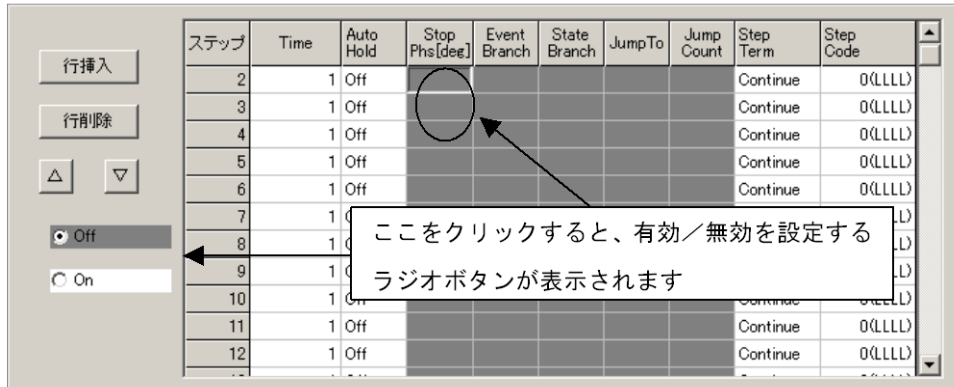 行挿入
行削除
△ ▽
Off
On
ステップ Time Auto Hold Stop Phs[deg] Event Branch State Branch JumpTo Jump Count Step Term Step Code
2 1 Off Continue 0(LLLL)
3 1 Off Continue 0(LLLL)
4 1 Off Continue 0(LLLL)
5 1 Off Continue 0(LLLL)
6 1 Off Continue 0(LLLL)
7 1
8 1
9 1
10 1
11 1 Off Continue 0(LLLL)
12 1 Off Continue 0(LLLL)
ここをクリックすると、有効／無効を設定する
ラジオボタンが表示されます